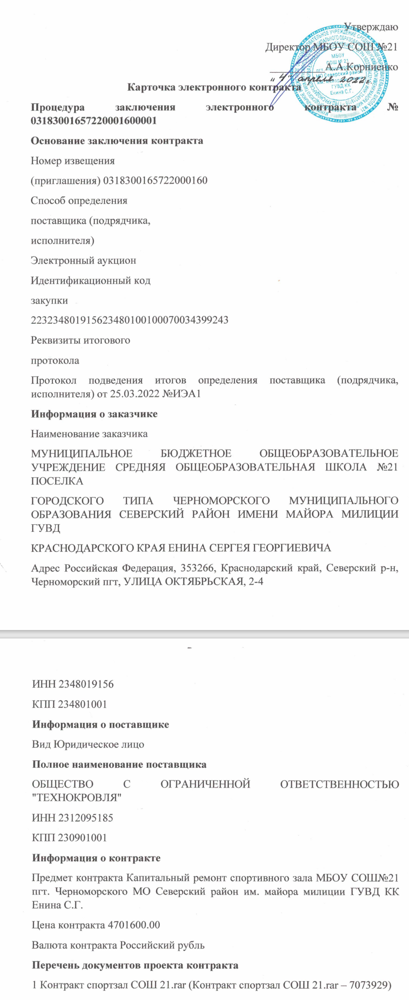 Утверждаю
Директор МБОУ СОШ №21
____________А.А.Корниенко
"4" апреля 2022г.
МБОУ
СОШ № 21
пгт. Черноморского
МО Северский район
им. майора милиции
ГУВД КК
Енина С.Г.
Карточка электронного контракта
Процедура заключения электронного контракта №
03183001657220001600001
Основание заключения контракта
Номер извещения
(приглашения) 0318300165722000160
Способ определения
поставщика (подрядчика,
исполнителя)
Электронный аукцион
Идентификационный код
закупки
223234801915623480100100070034399243
Реквизиты итогового
протокола
Протокол подведения итогов определения поставщика (подрядчика,
исполнителя) от 25.03.2022 №ИЭА1
Информация о заказчике
Наименование заказчика
МУНИЦИПАЛЬНОЕ БЮДЖЕТНОЕ ОБЩЕОБРАЗОВАТЕЛЬНОЕ
УЧРЕЖДЕНИЕ СРЕДНЯЯ ОБЩЕОБРАЗОВАТЕЛЬНАЯ ШКОЛА №21
ПОСЕЛКА
ГОРОДСКОГО ТИПА ЧЕРНОМОРСКОГО МУНИЦИПАЛЬНОГО
ОБРАЗОВАНИЯ СЕВЕРСКИЙ РАЙОН ИМЕНИ МАЙОРА МИЛИЦИИ
ГУВД
КРАСНОДАРСКОГО КРАЯ ЕНИНА СЕРГЕЯ ГЕОРГИЕВИЧА
Адрес Российская Федерация, 353266, Краснодарский край, Северский р-н,
Черноморский пгт, УЛИЦА ОКТЯБРЬСКАЯ, 2-4
ИНН 2348019156
КПП 234801001
Информация о поставщике
Вид Юридическое лицо
Полное наименование поставщика
ОБЩЕСТВО С ОГРАНИЧЕННОЙ ОТВЕТСТВЕННОСТЬЮ
"ТЕХНОКРОВЛЯ"
ИНН 2312095185
КПП 230901001
Информация о контракте
Предмет контракта Капитальный ремонт спортивного зала МБОУ СОШ№21
пгт. Черноморского МО Северский район им. майора милиции ГУВД КК
Енина С.Г.
Цена контракта 4701600.00
Валюта контракта Российский рубль
Перечень документов проекта контракта
1 Контракт спортзал СОШ 21.rar (Контракт спортзал СОШ 21.rar – 7073929)